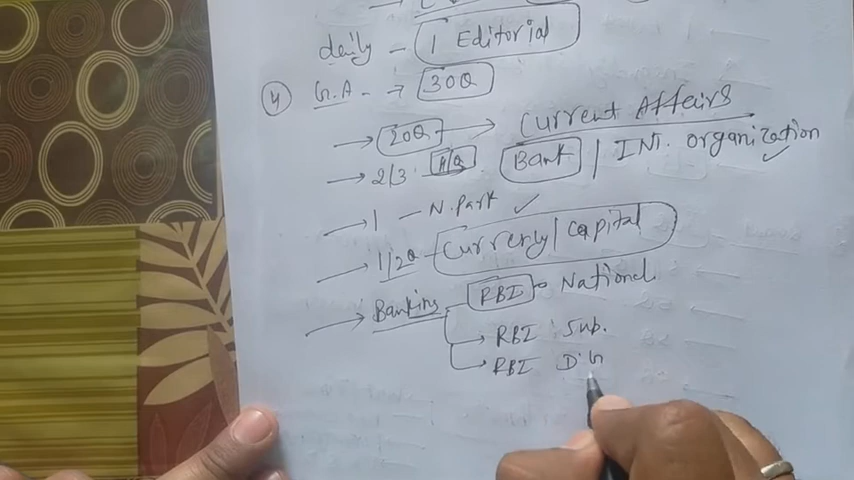 daily - 1 Editorial
4 G.A - → 30Q
→ 20Q → Current Affairs
→ 2/3 H/Q Bank / INT. organization ✓
→ 1 - N. Park ✓
→ 1/2Q - Currency / Capital
→ Banking RBI National
→ RBI Sub.
→ RBI D.G